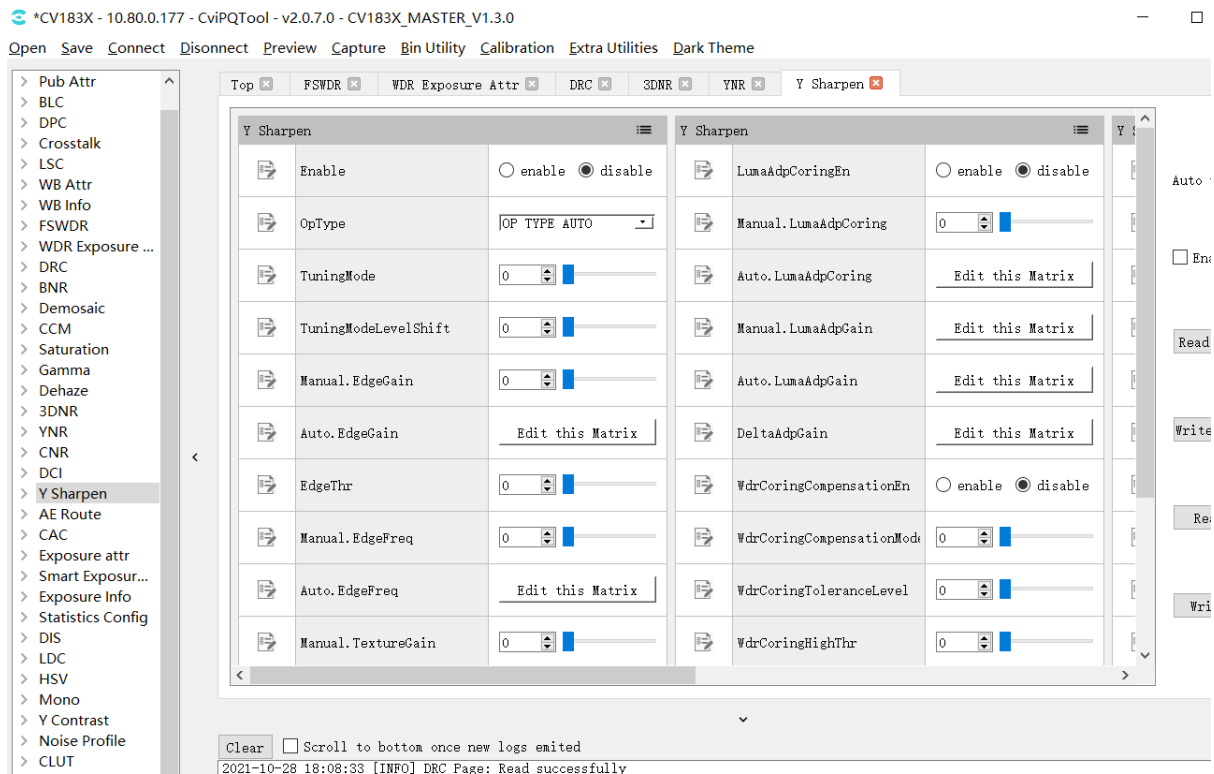 *CV183X - 10.80.0.177 - CviPQTool - v2.0.7.0 - CV183X_MASTER_V1.3.0
Open Save Connect Disonnect Preview Capture Bin Utility Calibration Extra Utilities Dark Theme
Pub Attr
BLC
DPC
Crosstalk
LSC
WB Attr
WB Info
FSWDR
WDR Exposure ...
DRC
BNR
Demosaic
CCM
Saturation
Gamma
Dehaze
3DNR
YNR
CNR
DCI
Y Sharpen
AE Route
CAC
Exposure attr
Smart Exposur...
Exposure Info
Statistics Config
DIS
LDC
HSV
Mono
Y Contrast
Noise Profile
CLUT
Top FSWDR WDR Exposure Attr DRC 3DNR YNR Y Sharpen
Y Sharpen
Enable enable disable
OpType OP TYPE AUTO
TuningMode 0
TuningModeLevelShift 0
Manual.EdgeGain 0
Auto.EdgeGain Edit this Matrix
EdgeThr 0
Manual.EdgeFreq 0
Auto.EdgeFreq Edit this Matrix
Manual.TextureGain 0
Y Sharpen
LumaAdpCoringEn enable disable
Manual.LumaAdpCoring 0
Auto.LumaAdpCoring Edit this Matrix
Manual.LumaAdpGain Edit this Matrix
Auto.LumaAdpGain Edit this Matrix
DeltaAdpGain Edit this Matrix
WdrCoringCompensationEn enable disable
WdrCoringCompensationMode 0
WdrCoringToleranceLevel 0
WdrCoringHighThr 0
Y
Auto
Read
Write
Clear Scroll to bottom once new logs emited
2021-10-28 18:08:33 [INFO] DRC Page: Read successfully